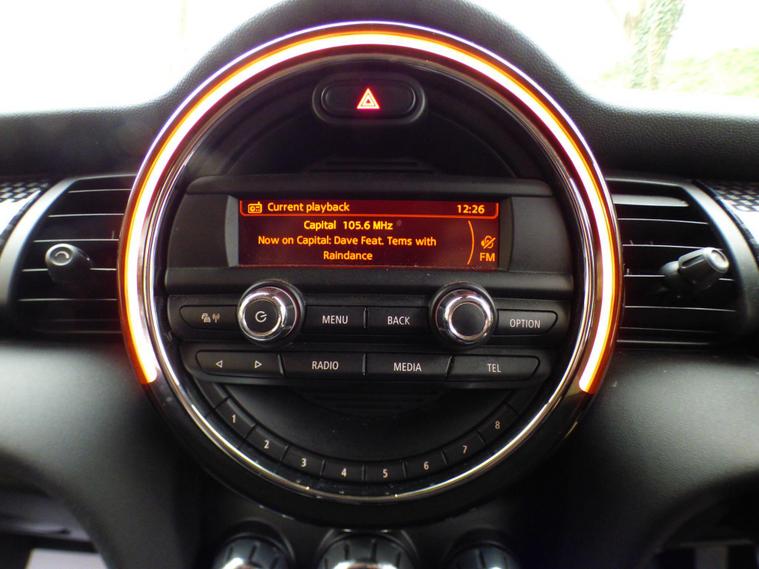 Current playback 12:26
Capital 105.6 MHz
Now on Capital: Dave Feat. Tems with
Raindance
FM
MENU BACK OPTION
RADIO MEDIA TEL
1 2 3 4 5 6 7 8